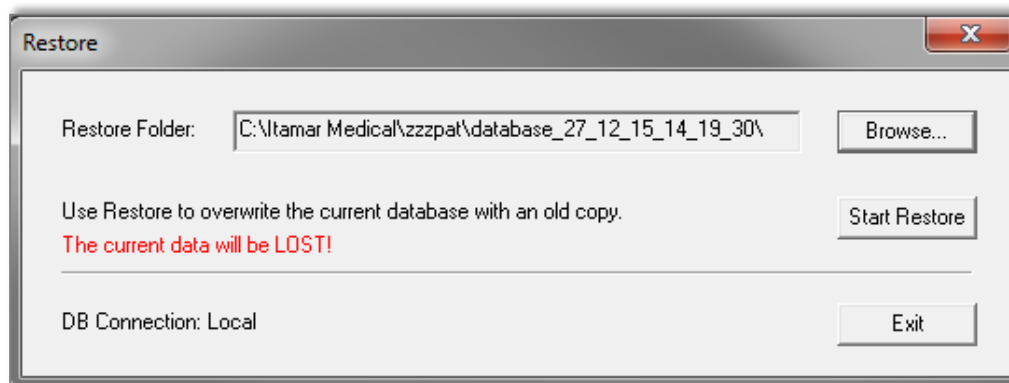 Restore
Restore Folder:
C:\Itamar Medical\zzzpat\database_27_12_15_14_19_30\
Browse...
Use Restore to overwrite the current database with an old copy.
The current data will be LOST!
Start Restore
DB Connection: Local
Exit